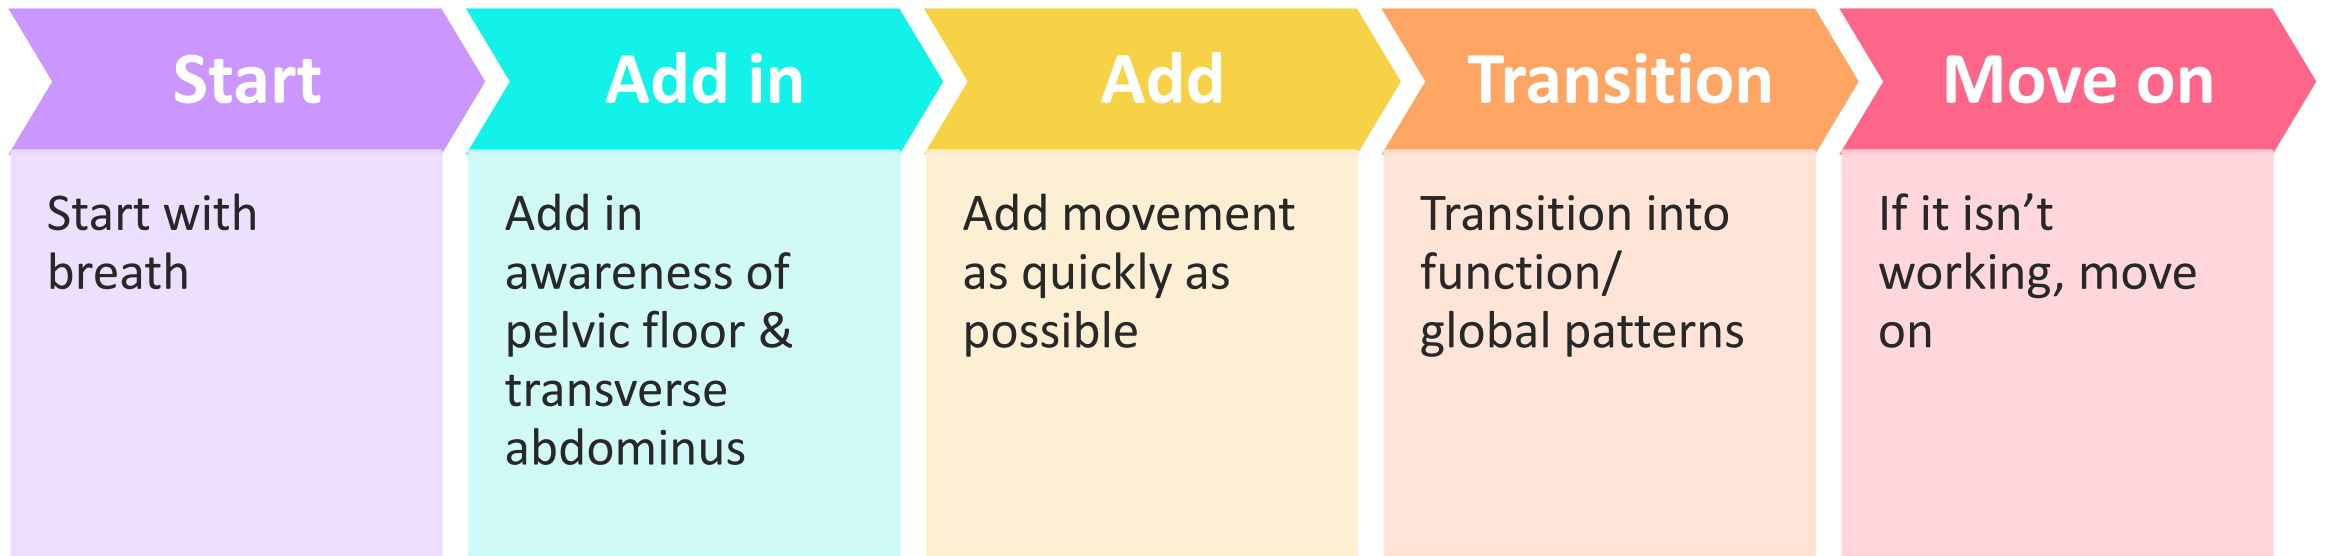 Start
Start with
breath
Add in
Add in
awareness of
pelvic floor &
transverse
abdominus
Add
Add movement
as quickly as
possible
Transition
Transition into
function/
global patterns
Move on
If it isn’t
working, move
on